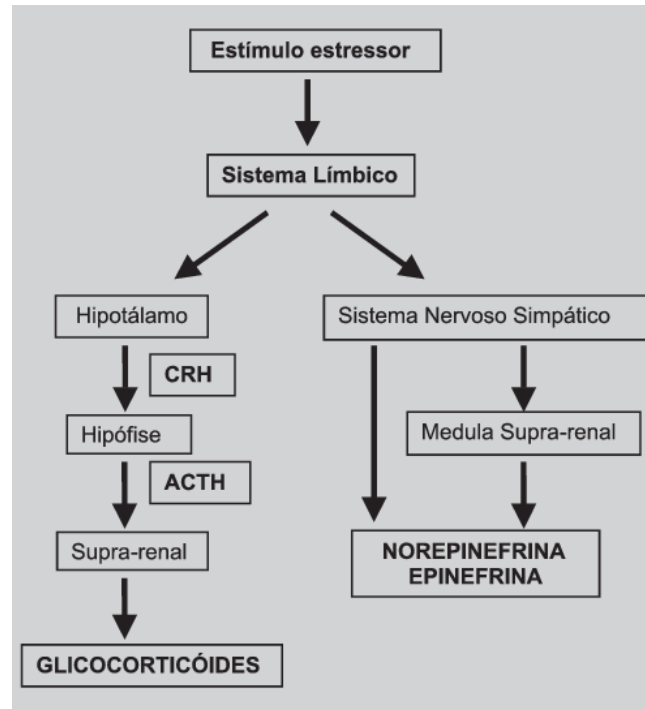 Estímulo estressor
Sistema Límbico
Hipotálamo
Sistema Nervoso Simpático
CRH
Hipófise
Medula Supra-renal
ACTH
Supra-renal
NOREPINEFRINA
EPINEFRINA
GLICOCORTICÓIDES